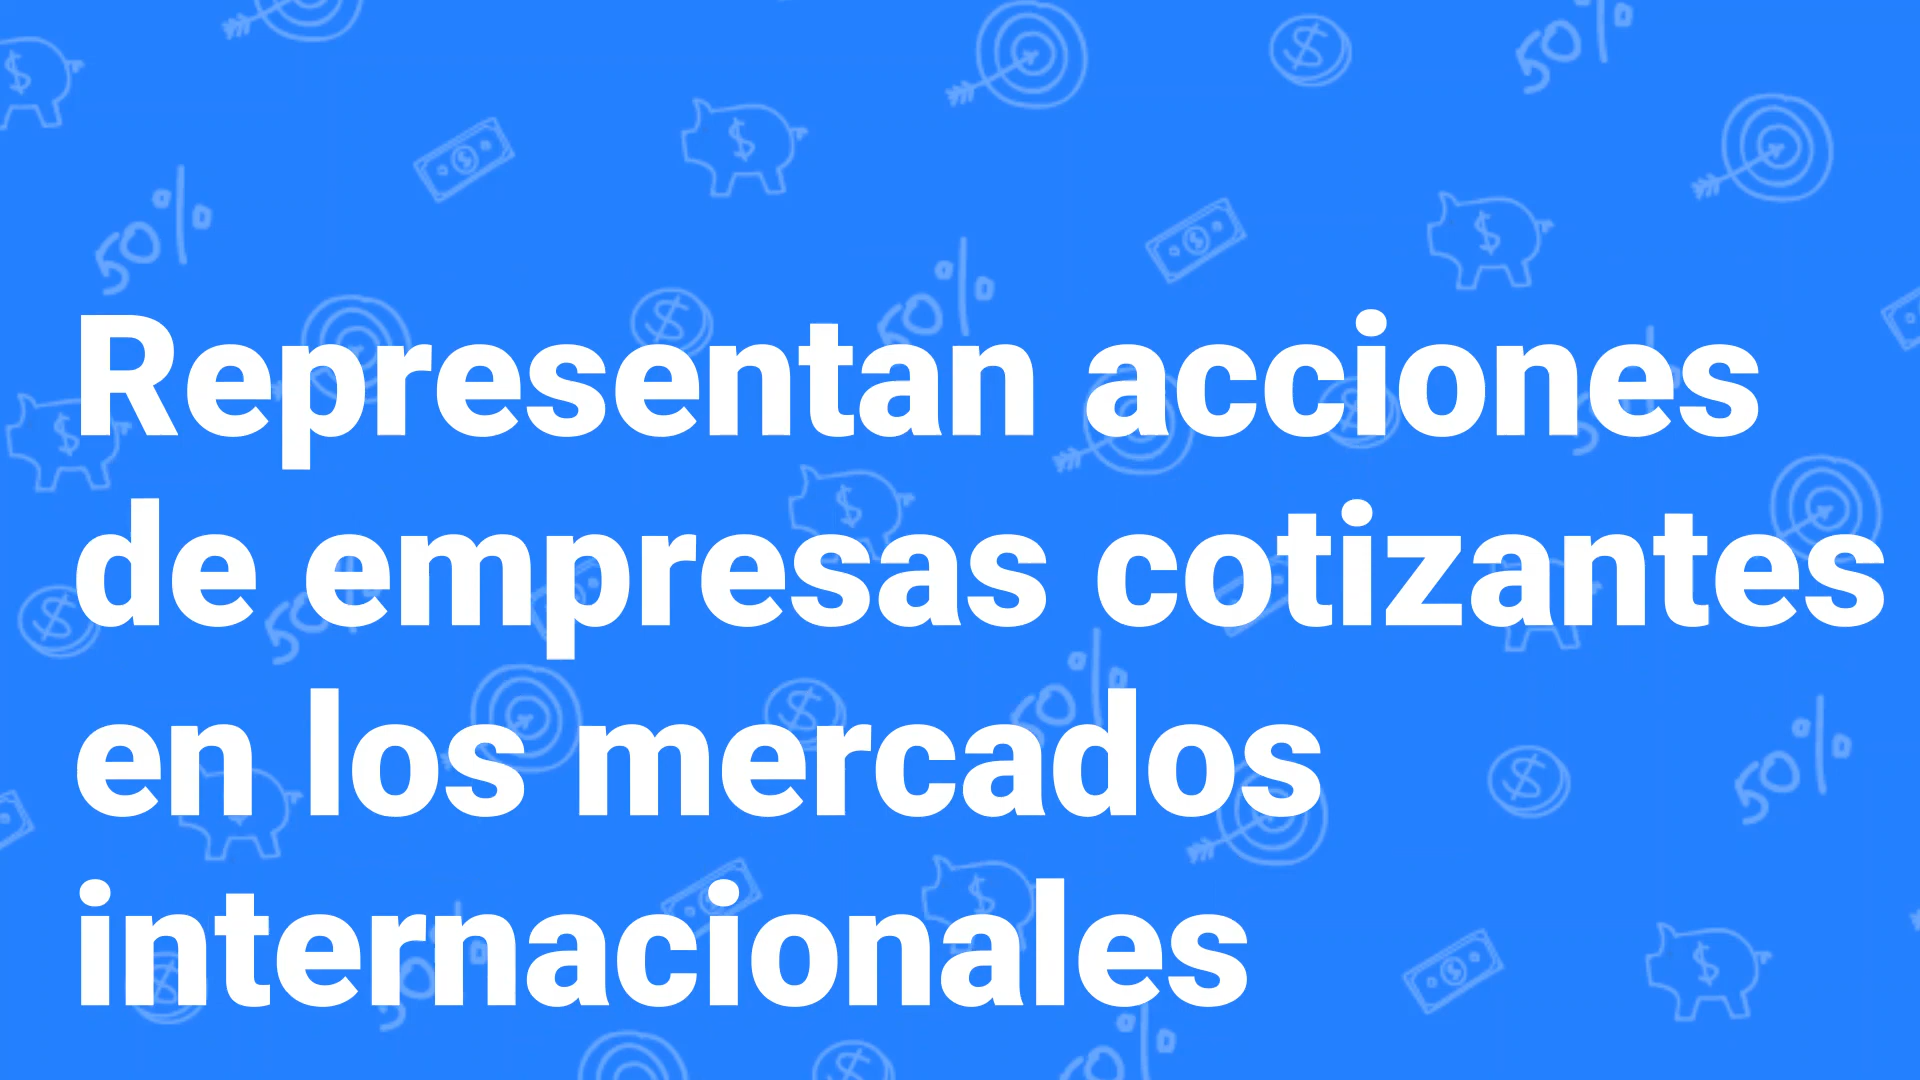 Representan acciones
de empresas cotizantes
en los mercados
internacionales